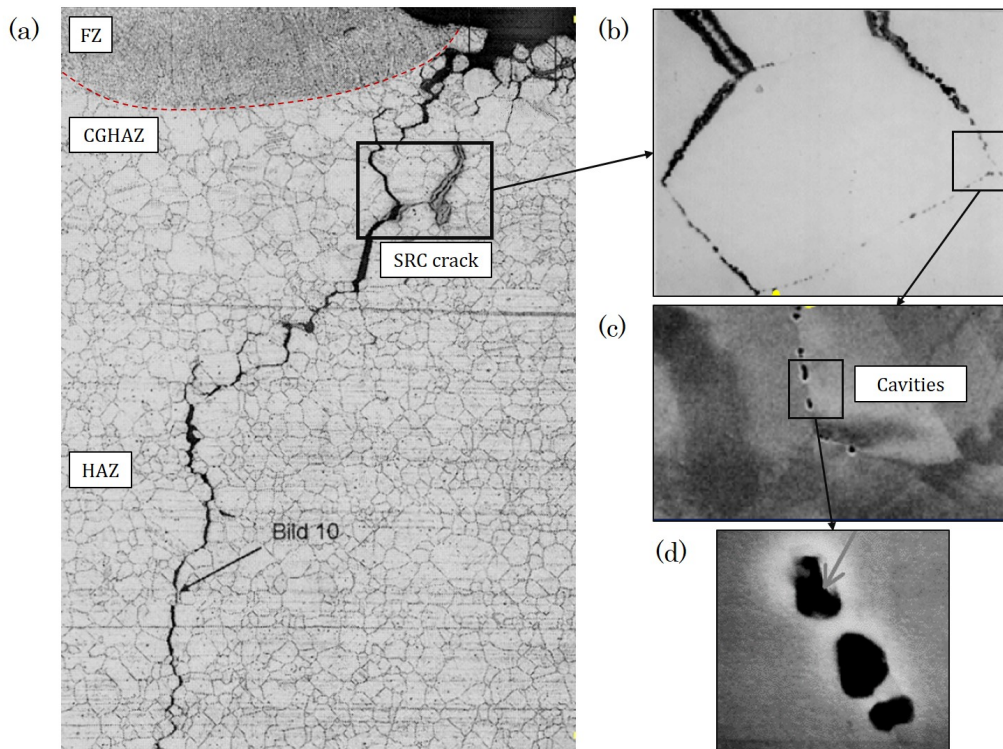 (a)
FZ
CGHAZ
SRC crack
HAZ
Bild 10
(b)
(c)
Cavities
(d)